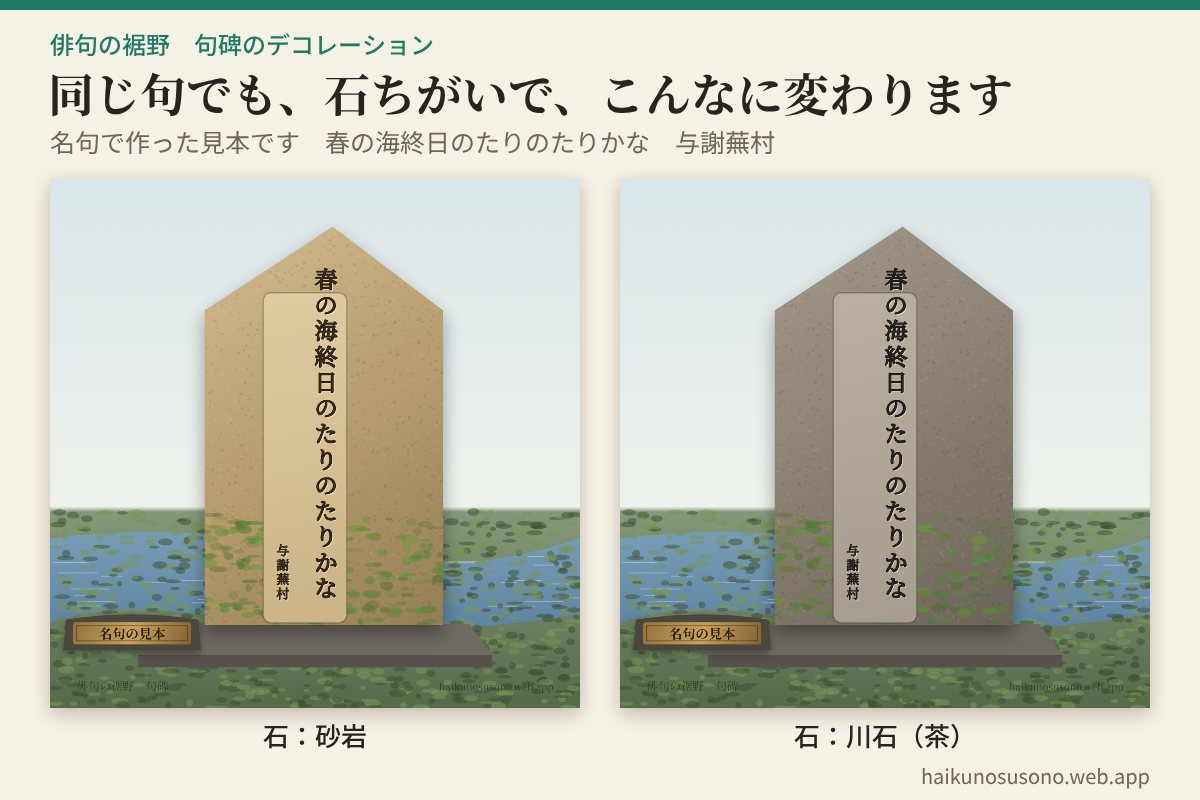 俳句の裾野　句碑のデコレーション
同じ句でも、石ちがいで、こんなに変わります
名句で作った見本です　春の海終日のたりのたりかな　与謝蕪村
春の海終日のたりのたりかな
与謝蕪村
名句の見本
俳句の裾野　句碑
haikunosusono.web.app
石：砂岩
春の海終日のたりのたりかな
与謝蕪村
名句の見本
俳句の裾野　句碑
haikunosusono.web.app
石：川石（茶）
haikunosusono.web.app